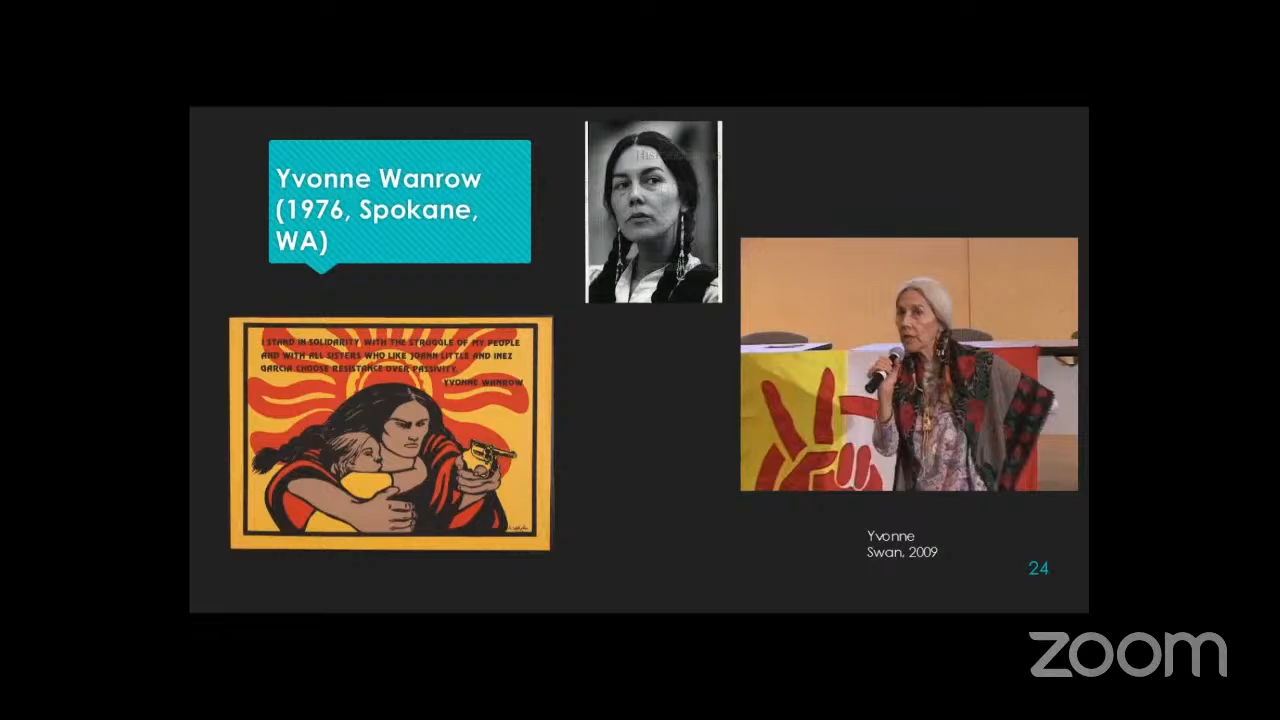 Yvonne Wanrow
(1976, Spokane,
WA)
I STAND IN SOLIDARITY WITH THE STRUGGLE OF MY PEOPLE
AND WITH ALL SISTERS WHO LIKE JOANN LITTLE AND INEZ
GARCIA CHOOSE RESISTANCE OVER PASSIVITY.
YVONNE WANROW
Yvonne
Swan, 2009
24
zoom